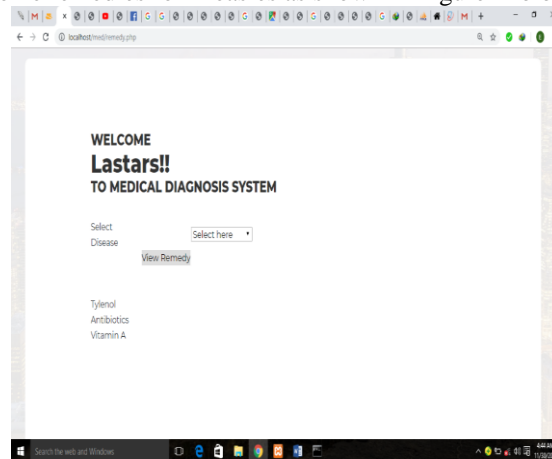 localhost/med/remedy.php
WELCOME
Lastars!!
TO MEDICAL DIAGNOSIS SYSTEM
Select
Disease
Select here
View Remedy
Tylenol
Antibiotics
Vitamin A
Search the web and Windows